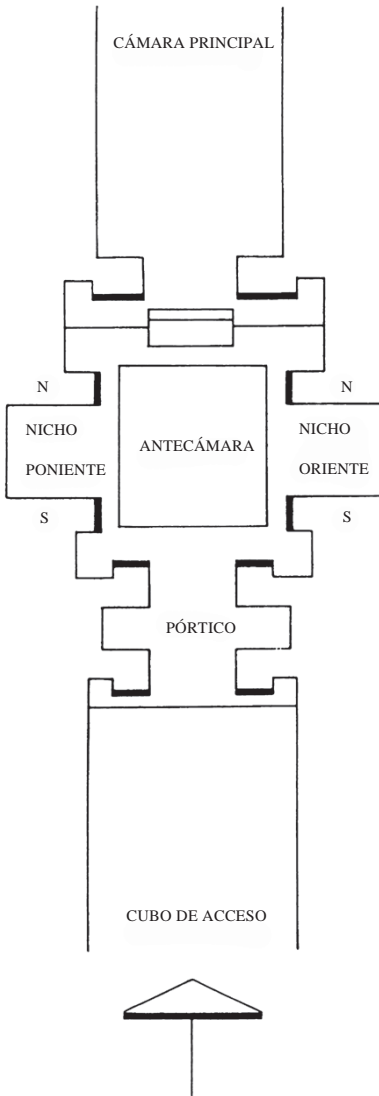 CÁMARA PRINCIPAL
N
N
NICHO
PONIENTE
ANTECÁMARA
NICHO
ORIENTE
S
S
PÓRTICO
CUBO DE ACCESO